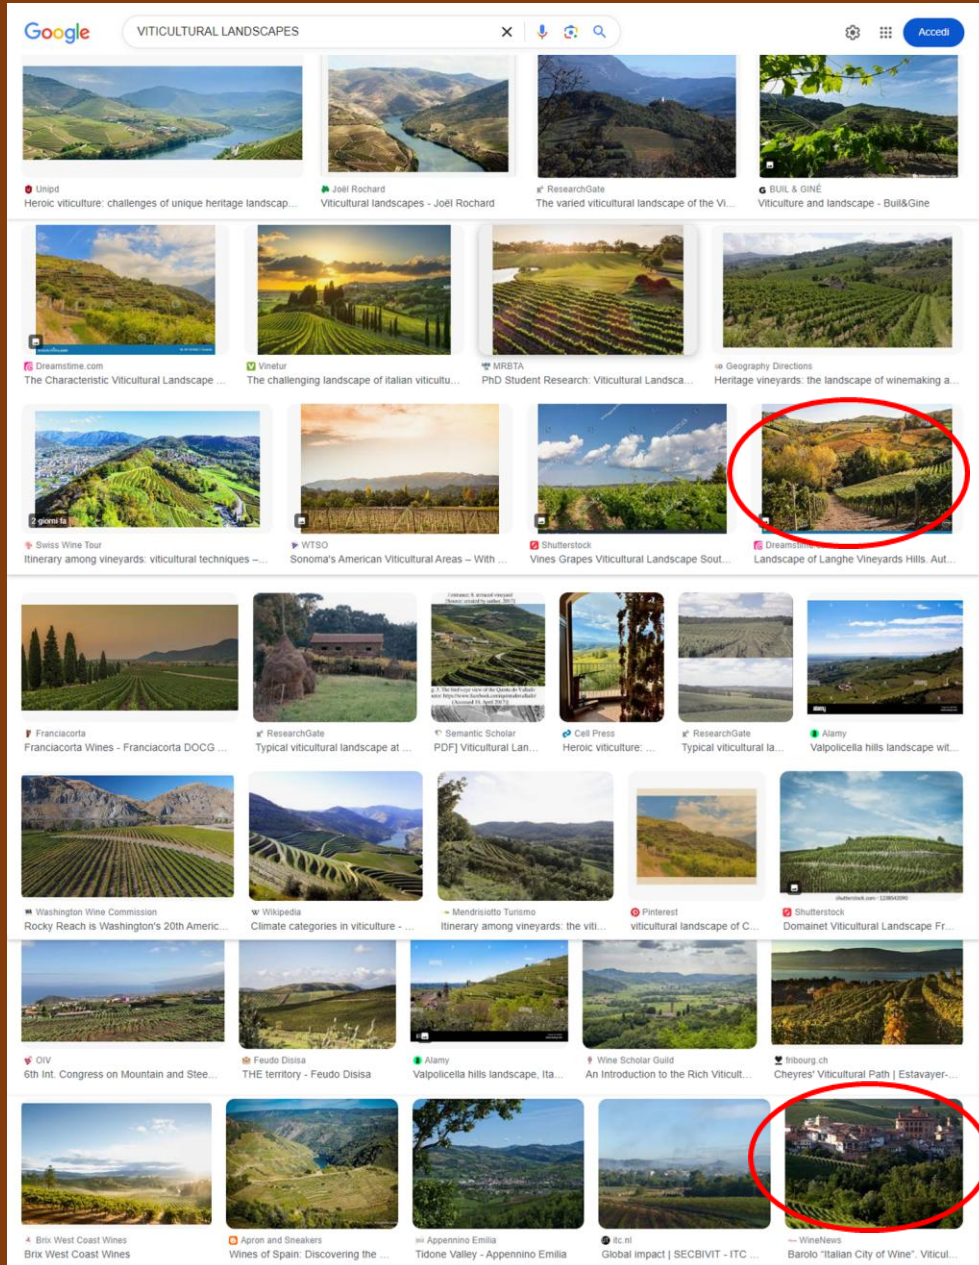 Google VITICULTURAL LANDSCAPES Accedi
Unipd
Heroic viticulture: challenges of unique heritage landscap...
Joël Rochard
Viticultural landscapes - Joël Rochard
ResearchGate
The varied viticultural landscape of the Vi...
BUIL & GINÉ
Viticulture and landscape - Buil&Gine
Dreamstime.com
The Characteristic Viticultural Landscape ...
Vinetur
The challenging landscape of italian viticultu...
MRBTA
PhD Student Research: Viticultural Landsca...
Geography Directions
Heritage vineyards: the landscape of winemaking a...
2 giorni fa
Swiss Wine Tour
Itinerary among vineyards: viticultural techniques –...
WTSO
Sonoma's American Viticultural Areas – With ...
Shutterstock
Vines Grapes Viticultural Landscape Sout...
Landscape of Langhe Vineyards Hills. Aut...
Franciacorta
Franciacorta Wines - Franciacorta DOCG ...
ResearchGate
Typical viticultural landscape at ...
Semantic Scholar
PDF] Viticultural Lan...
Cell Press
Heroic viticulture: ...
ResearchGate
Typical viticultural la...
alamy
Alamy
Valpolicella hills landscape wit...
Washington Wine Commission
Rocky Reach is Washington's 20th Americ...
Wikipedia
Climate categories in viticulture - ...
Mendrisiotto Turismo
Itinerary among vineyards: the viti...
Pinterest
viticultural landscape of C...
Shutterstock
Domainet Viticultural Landscape Fr...
OIV
6th Int. Congress on Mountain and Stee...
Feudo Disisa
THE territory - Feudo Disisa
Alamy
Valpolicella hills landscape, Ita...
Wine Scholar Guild
An Introduction to the Rich Viticult...
fribourg.ch
Cheyres' Viticultural Path | Estavayer-...
Brix West Coast Wines
Brix West Coast Wines
Apron and Sneakers
Wines of Spain: Discovering the ...
Appennino Emilia
Tidone Valley - Appennino Emilia
itc.nl
Global impact | SECBIVIT - ITC ...
WineNews
Barolo "Italian City of Wine". Viticul...